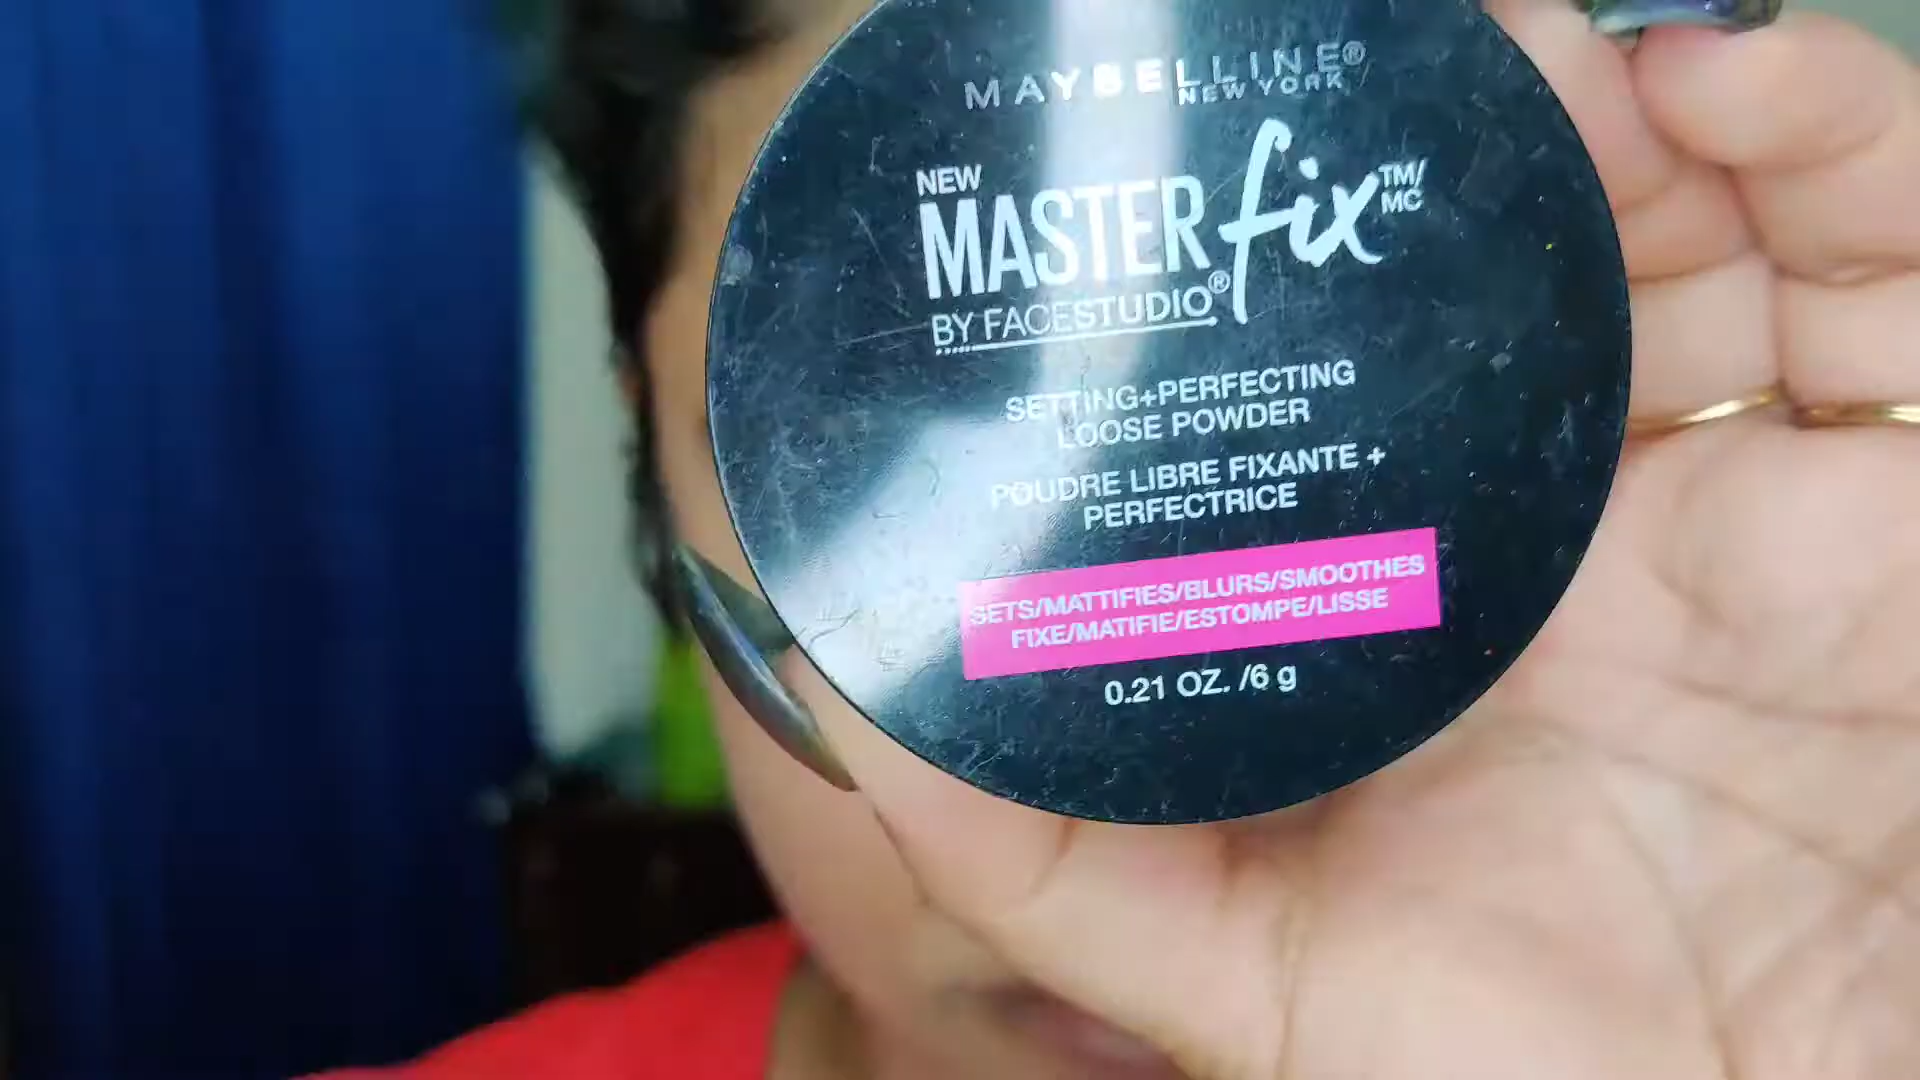 MAYBELLINE®
NEW YORK
NEW
MASTER fix TM/MC
BY FACESTUDIO®
SETTING+PERFECTING
LOOSE POWDER
POUDRE LIBRE FIXANTE +
PERFECTRICE
SETS/MATTIFIES/BLURS/SMOOTHES
FIXE/MATIFIE/ESTOMPE/LISSE
0.21 OZ. /6 g